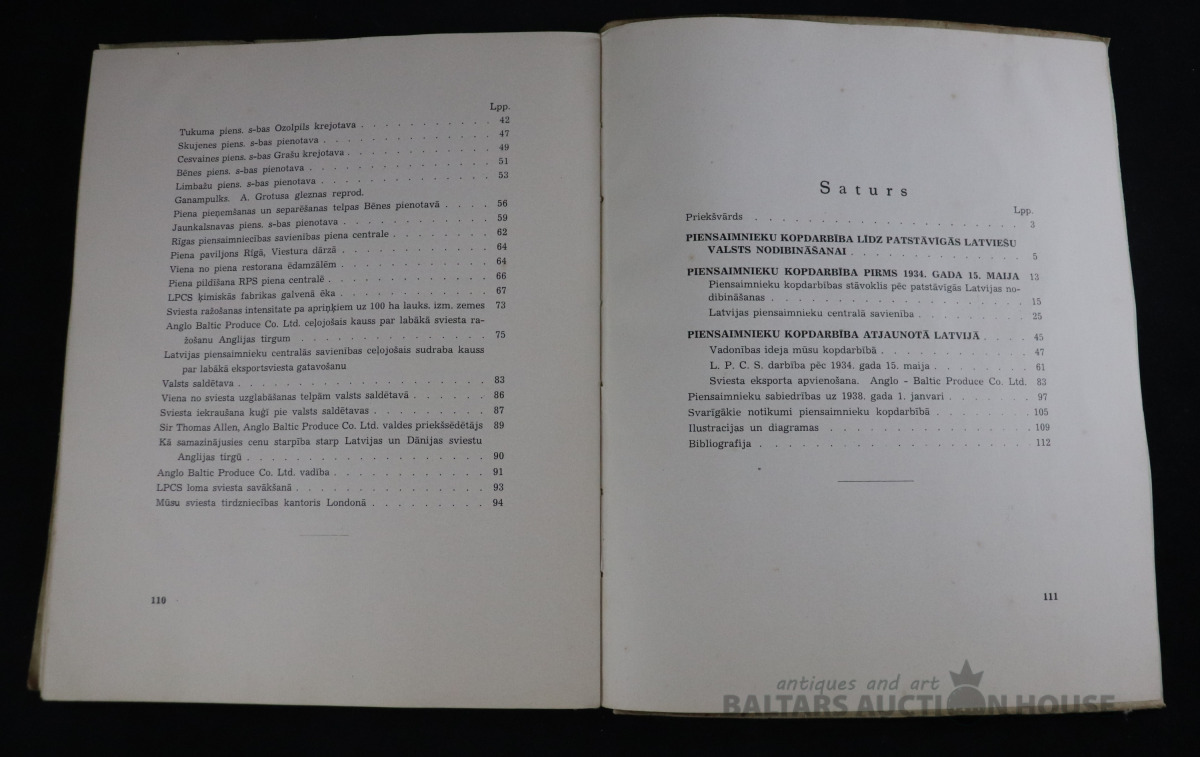 Lpp.
Tukuma piens. s-bas Ozolpils krejotava . . . . . . . . . . 42
Skujenes piens. s-bas pienotava . . . . . . . . . . . . 47
Cesvaines piens. s-bas Grašu krejotava . . . . . . . . . . 49
Bēnes piens. s-bas pienotava . . . . . . . . . . . . 51
Limbažu piens. s-bas pienotava . . . . . . . . . . . . 53
Ganampulks. A. Grotusa gleznas reprod.
Piena pieņemšanas un separēšanas telpas Bēnes pienotavā . . . . 56
Jaunkalsnavas piens. s-bas pienotava . . . . . . . . . . 59
Rīgas piensaimniecības savienības piena centrale . . . . . . . 62
Piena paviljons Rīgā, Viestura dārzā . . . . . . . . . . 64
Viena no piena restorana ēdamzālēm . . . . . . . . . . 64
Piena pildīšana RPS piena centralē . . . . . . . . . . . 66
LPCS ķimiskās fabrikas galvenā ēka . . . . . . . . . . 67
Sviesta ražošanas intensitate pa apriņķiem uz 100 ha lauks. izm. zemes 73
Anglo Baltic Produce Co. Ltd. ceļojošais kauss par labākā sviesta ra-
žošanu Anglijas tirgum . . . . . . . . . . . . 75
Latvijas piensaimnieku centralās savienības ceļojošais sudraba kauss
par labākā eksportsviesta gatavošanu
Valsts saldētava . . . . . . . . . . . . . . . . 83
Viena no sviesta uzglabāšanas telpām valsts saldētavā . . . . . 86
Sviesta iekraušana kuģī pie valsts saldētavas . . . . . . . . 87
Sir Thomas Allen, Anglo Baltic Produce Co. Ltd. valdes priekšsēdētājs 89
Kā samazinājusies cenu starpība starp Latvijas un Dānijas sviestu
Anglijas tirgū . . . . . . . . . . . . . . . 90
Anglo Baltic Produce Co. Ltd. vadība . . . . . . . . . . 91
LPCS loma sviesta savākšanā . . . . . . . . . . . . 93
Mūsu sviesta tirdzniecības kantoris Londonā . . . . . . . . . 94
110
Saturs
Lpp.
Priekšvārds . . . . . . . . . . . . . . . . . . 3
PIENSAIMNIEKU KOPDARBĪBA LĪDZ PATSTĀVĪGĀS LATVIEŠU
VALSTS NODIBINĀŠANAI . . . . . . . . . . . 5
PIENSAIMNIEKU KOPDARBĪBA PIRMS 1934. GADA 15. MAIJA 13
Piensaimnieku kopdarbības stāvoklis pēc patstāvīgās Latvijas no-
dibināšanas . . . . . . . . . . . . . . . . 15
Latvijas piensaimnieku centralā savienība . . . . . . . . 25
PIENSAIMNIEKU KOPDARBĪBA ATJAUNOTĀ LATVIJĀ . . . . 45
Vadonības ideja mūsu kopdarbībā . . . . . . . . . . 47
L. P. C. S. darbība pēc 1934. gada 15. maija . . . . . . . 61
Sviesta eksporta apvienošana. Anglo - Baltic Produce Co. Ltd. 83
Piensaimnieku sabiedrības uz 1938. gada 1. janvari . . . . . . 97
Svarīgākie notikumi piensaimnieku kopdarbībā . . . . . . . . 105
Ilustracijas un diagramas . . . . . . . . . . . . . 109
Bibliografija . . . . . . . . . . . . . . . . . 112
111
antiques and art
BALTARS AUCTION HOUSE